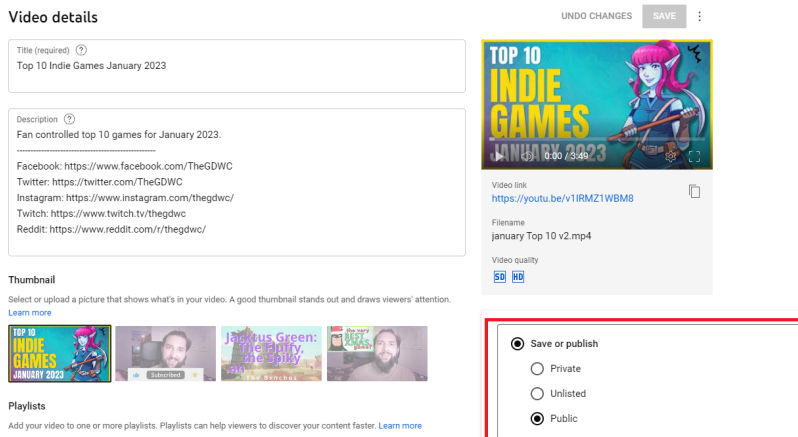 Video details
UNDO CHANGES
SAVE
Title (required)
Top 10 Indie Games January 2023
Description
Fan controlled top 10 games for January 2023.
--------------------------------------------------
Facebook: https://www.facebook.com/TheGDWC
Twitter: https://twitter.com/TheGDWC
Instagram: https://www.instagram.com/thegdwc/
Twitch: https://www.twitch.tv/thegdwc
Reddit: https://www.reddit.com/r/thegdwc/
TOP 10
INDIE
GAMES
JANUARY 2023
0:00 / 3:49
Video link
https://youtu.be/v1IRMZ1WBM8
Filename
january Top 10 v2.mp4
Video quality
SD HD
Thumbnail
Select or upload a picture that shows what's in your video. A good thumbnail stands out and draws viewers' attention.
Learn more
TOP 10
INDIE
GAMES
JANUARY 2023
Subscribed
Jacktus Green:
the Fluffy,
the Spiky
The Benches
the very
BEST
XMAS
games!
Playlists
Add your video to one or more playlists. Playlists can help viewers to discover your content faster. Learn more
Save or publish
Private
Unlisted
Public